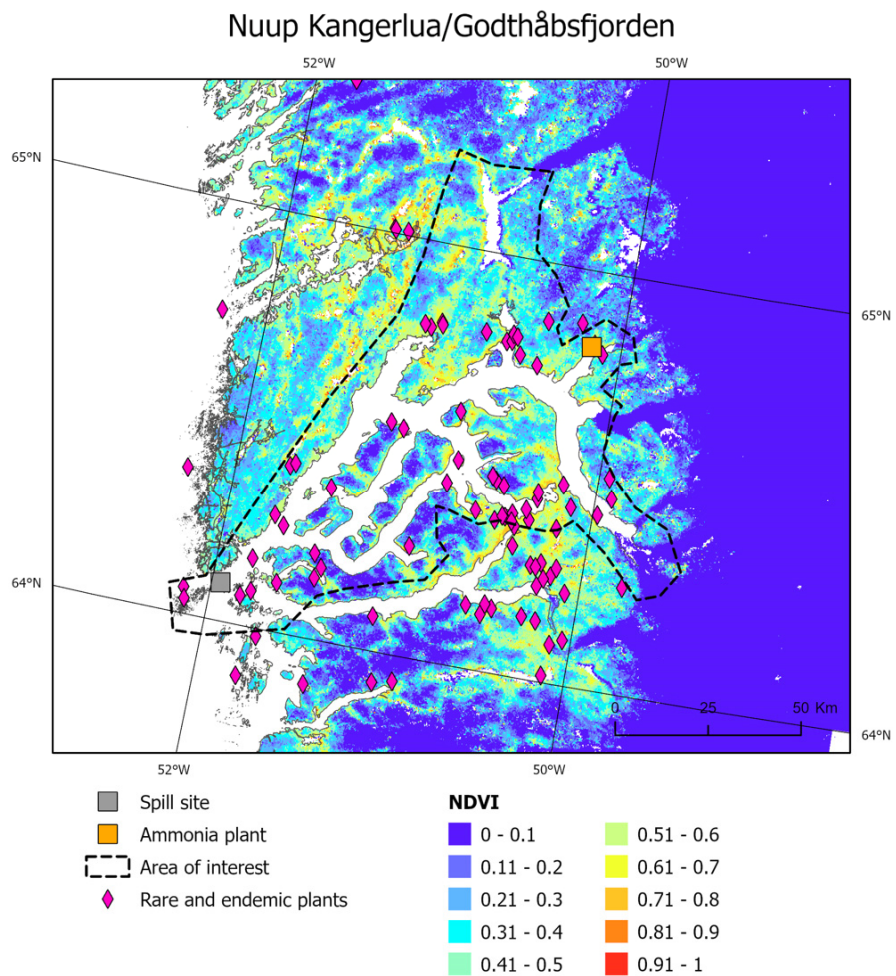 Nuup Kangerlua/Godthåbsfjorden
52°W
50°W
65°N
65°N
64°N
0 25 50 Km
64°N
52°W
50°W
Spill site
Ammonia plant
Area of interest
Rare and endemic plants
NDVI
0 - 0.1
0.11 - 0.2
0.21 - 0.3
0.31 - 0.4
0.41 - 0.5
0.51 - 0.6
0.61 - 0.7
0.71 - 0.8
0.81 - 0.9
0.91 - 1